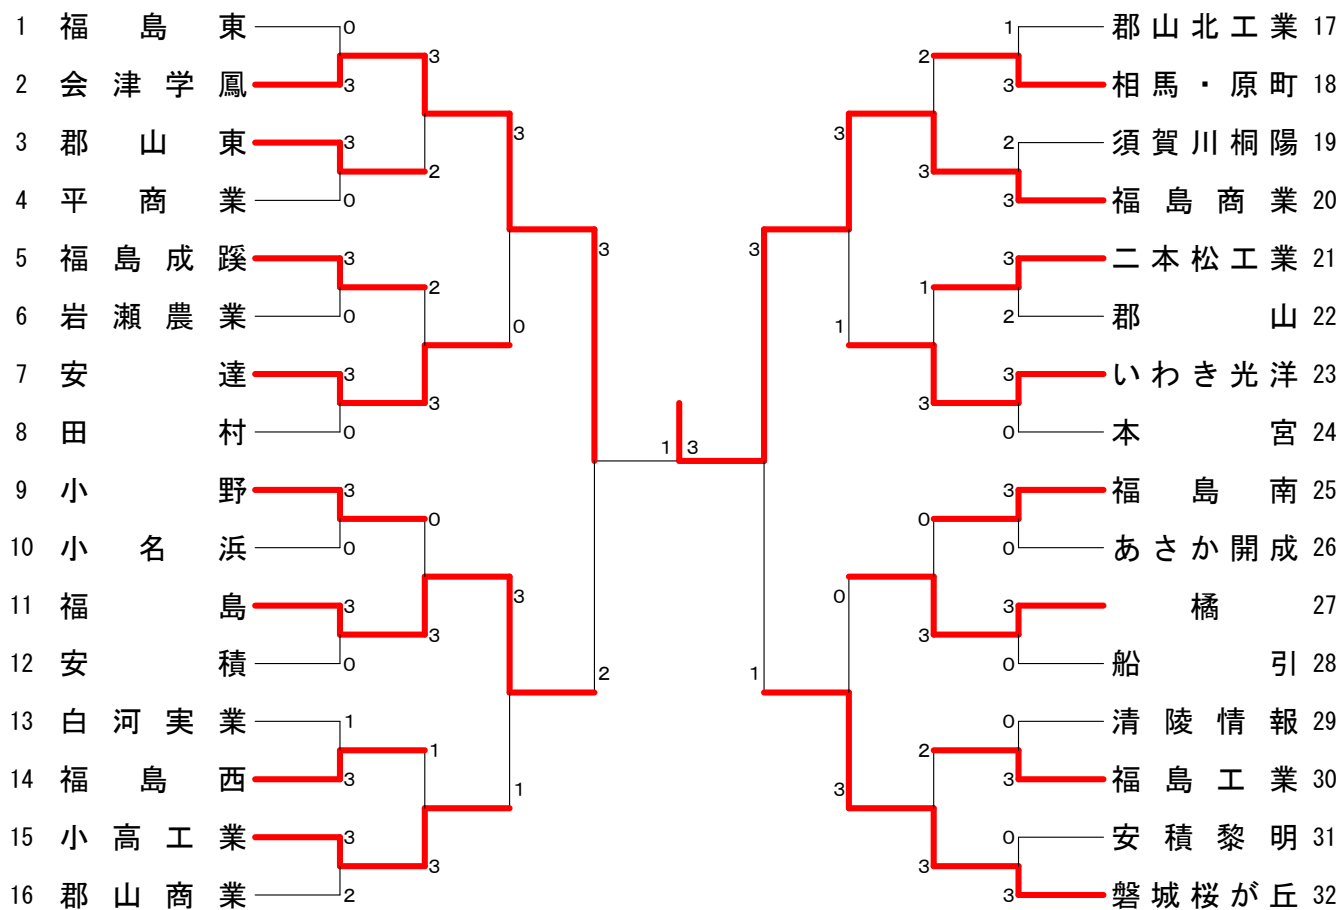 1 福島東 0
3
2 会津学鳳 3
3
3 郡山東 3
2
4 平商業 0
3
5 福島成蹊 3
2
6 岩瀬農業 0
0
7 安達 3
3
8 田村 0
1 3
9 小野 3
0
10 小名浜 0
3
11 福島 3
3
12 安積 0
2
13 白河実業 1
1
14 福島西 3
1
15 小高工業 3
3
16 郡山商業 2
1 郡山北工業 17
2
3 相馬・原町 18
3
2 須賀川桐陽 19
3
3 福島商業 20
3
3 二本松工業 21
1
2 郡山 22
1
3 いわき光洋 23
3
0 本宮 24
3 福島南 25
0
0 あさか開成 26
0
3 橘 27
3
0 船引 28
1
0 清陵情報 29
2
3 福島工業 30
3
0 安積黎明 31
3
3 磐城桜が丘 32